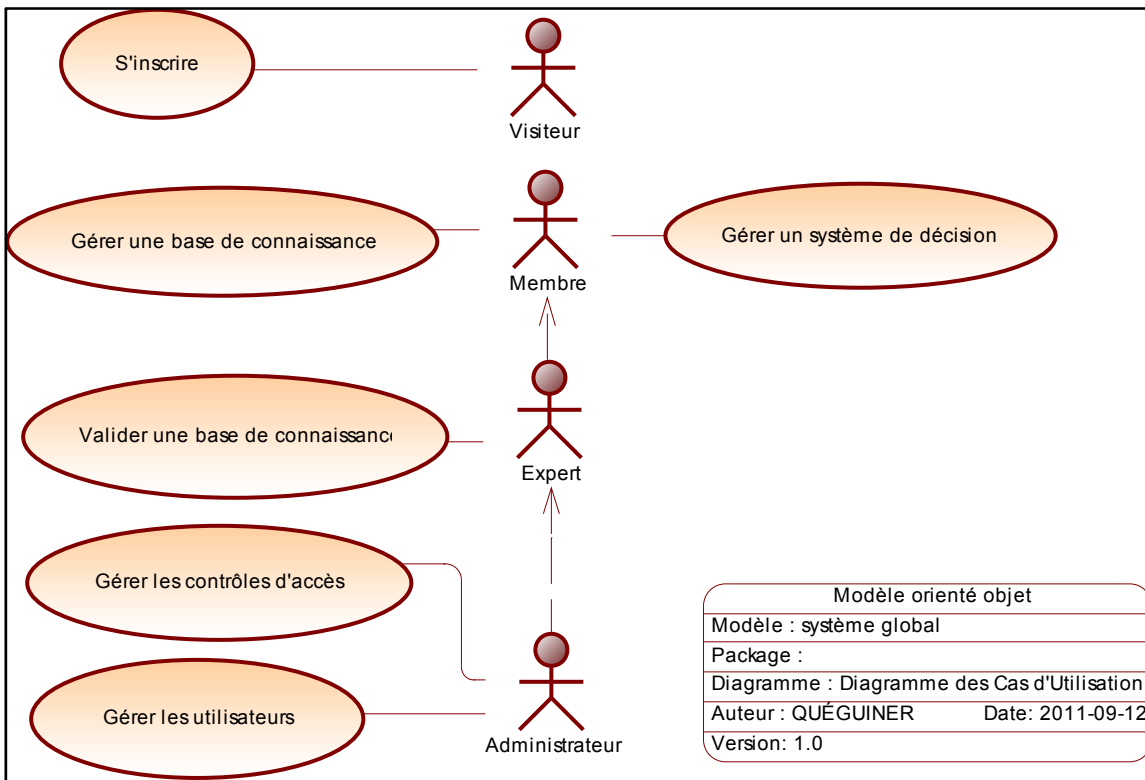 S'inscrire
Visiteur
Gérer une base de connaissance
Membre
Gérer un système de décision
Valider une base de connaissanc
Expert
Gérer les contrôles d'accès
Gérer les utilisateurs
Administrateur
Modèle orienté objet
Modèle : système global
Package :
Diagramme : Diagramme des Cas d'Utilisation
Auteur : QUÉGUINER Date: 2011-09-12
Version: 1.0